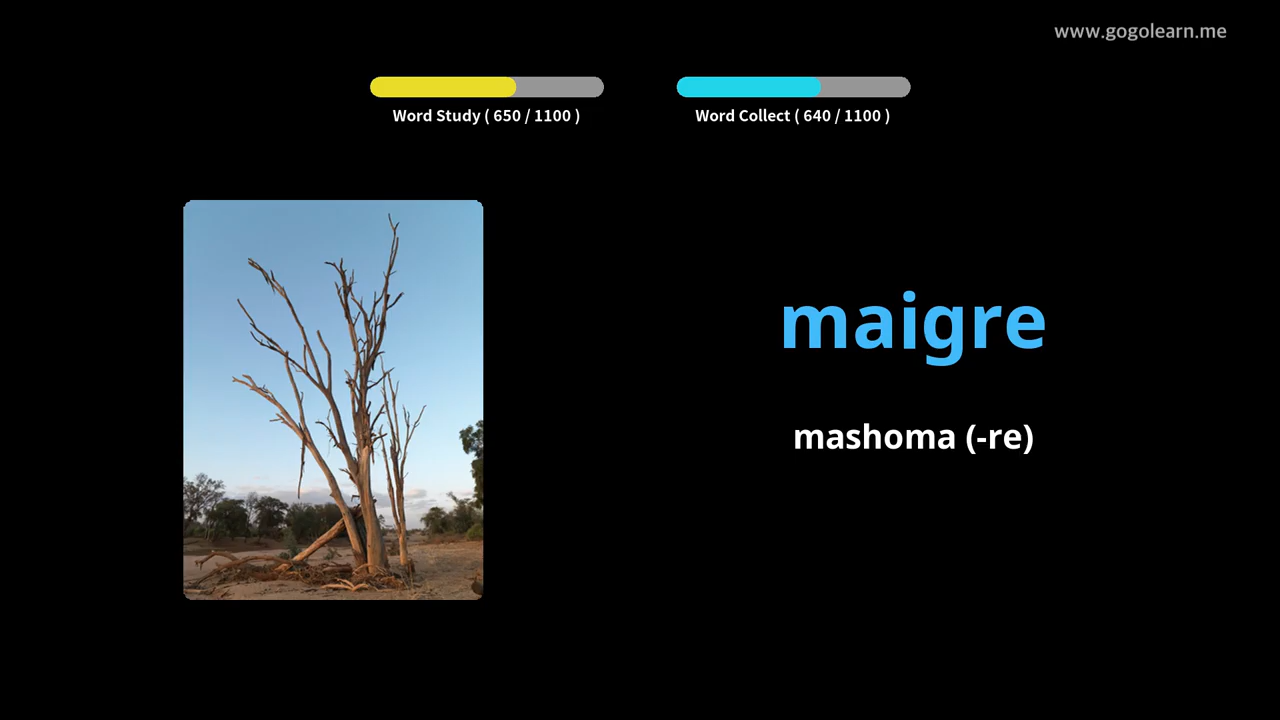 www.gogolearn.me
Word Study ( 650 / 1100 )
Word Collect ( 640 / 1100 )
maigre
mashoma (-re)